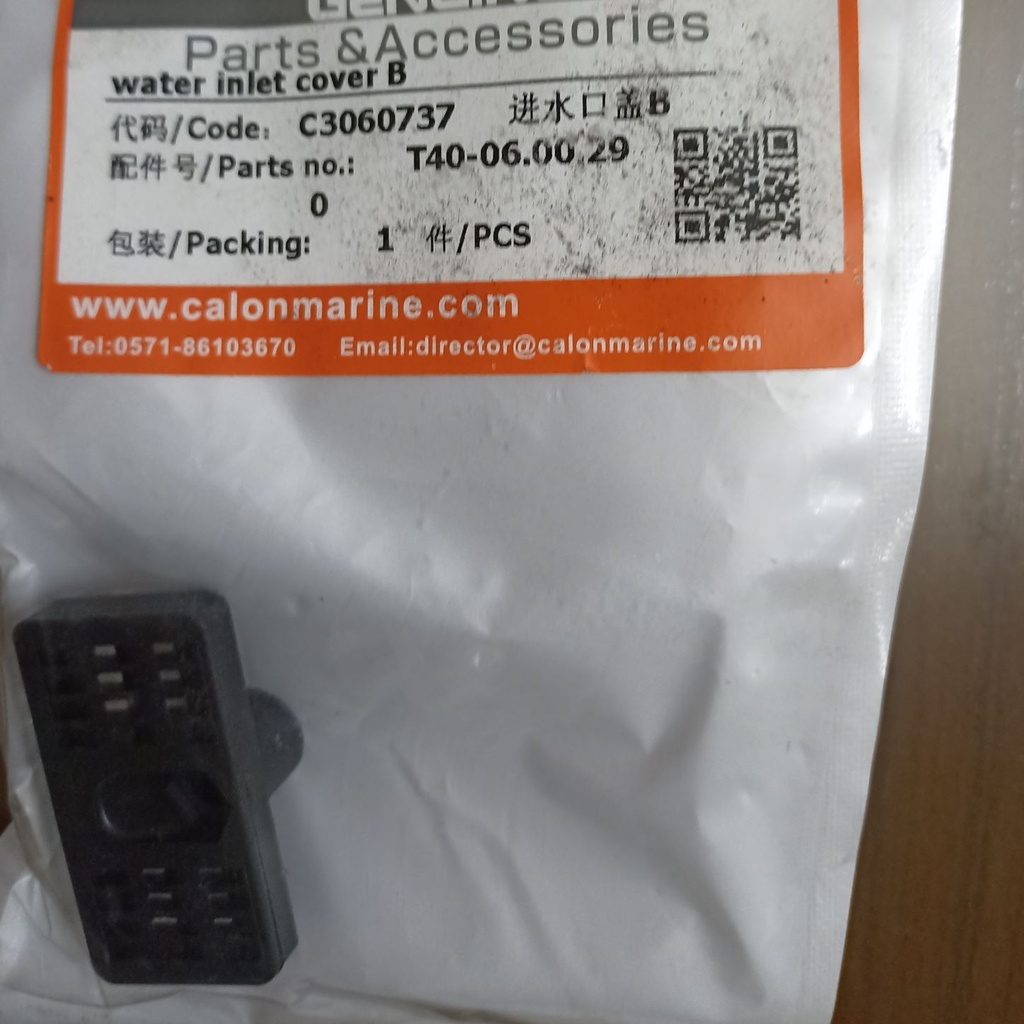 GENUINE
Parts &Accessories
water inlet cover B
代码/Code: C3060737 进水口盖B
配件号/Parts no.: T40-06.00.29
0
包装/Packing: 1 件/PCS
www.calonmarine.com
Tel:0571-86103670 Email:director@calonmarine.com